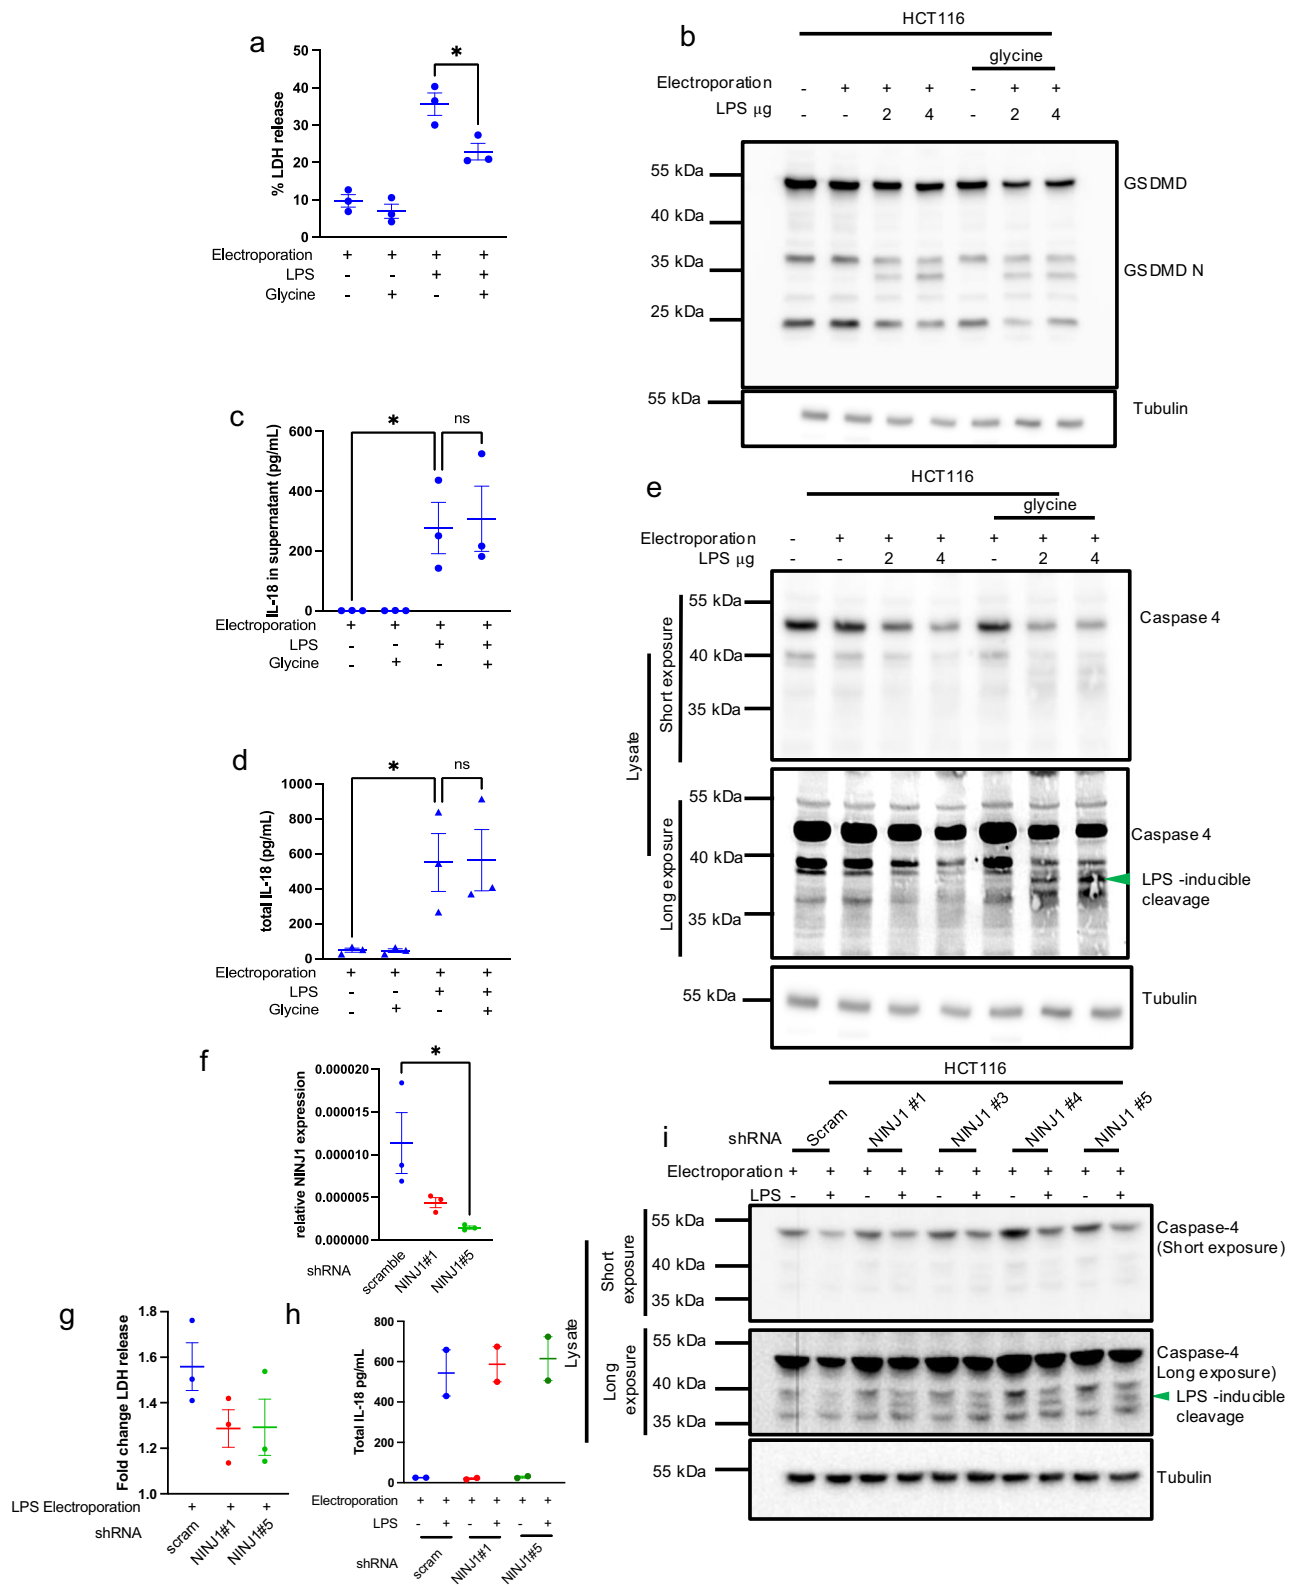 a
50
40
30
20
10
0
% LDH release
*
Electroporation + + + +
LPS - - + +
Glycine - + - +
b
HCT116
glycine
Electroporation - + + + - + +
LPS μg - - 2 4 - 2 4
55 kDa
40 kDa
35 kDa
25 kDa
GSDMD
GSDMD N
55 kDa
Tubulin
c
600
400
200
0
IL-18 in supernatant (pg/mL)
*
ns
Electroporation + + + +
LPS - - + +
Glycine - + - +
d
1000
800
600
400
200
0
total IL-18 (pg/mL)
*
ns
Electroporation + + + +
LPS - - + +
Glycine - + - +
e
HCT116
glycine
Electroporation - + + + + + +
LPS μg - - 2 4 - 2 4
Lysate
Short exposure
55 kDa
40 kDa
35 kDa
Caspase 4
Long exposure
55 kDa
40 kDa
35 kDa
Caspase 4
LPS -inducible
cleavage
55 kDa
Tubulin
f
0.000020
0.000015
0.000010
0.000005
0.000000
relative NINJ1 expression
*
shRNA
scramble
NINJ1#1
NINJ1#5
g
1.8
1.6
1.4
1.2
1.0
Fold change LDH release
LPS Electroporation + + +
shRNA
scram
NINJ1#1
NINJ1#5
h
800
600
400
200
0
Total IL-18 pg/mL
Electroporation + + + + + +
LPS - + - + - +
shRNA
scram
NINJ1#1
NINJ1#5
i
HCT116
shRNA
Scram
NINJ1 #1
NINJ1 #3
NINJ1 #4
NINJ1 #5
Electroporation + + + + + + + + + +
LPS - + - + - + - + - +
Lysate
Short
exposure
55 kDa
40 kDa
35 kDa
Caspase-4
(Short exposure)
Long
exposure
55 kDa
40 kDa
35 kDa
Caspase-4
Long exposure)
LPS -inducible
cleavage
55 kDa
Tubulin